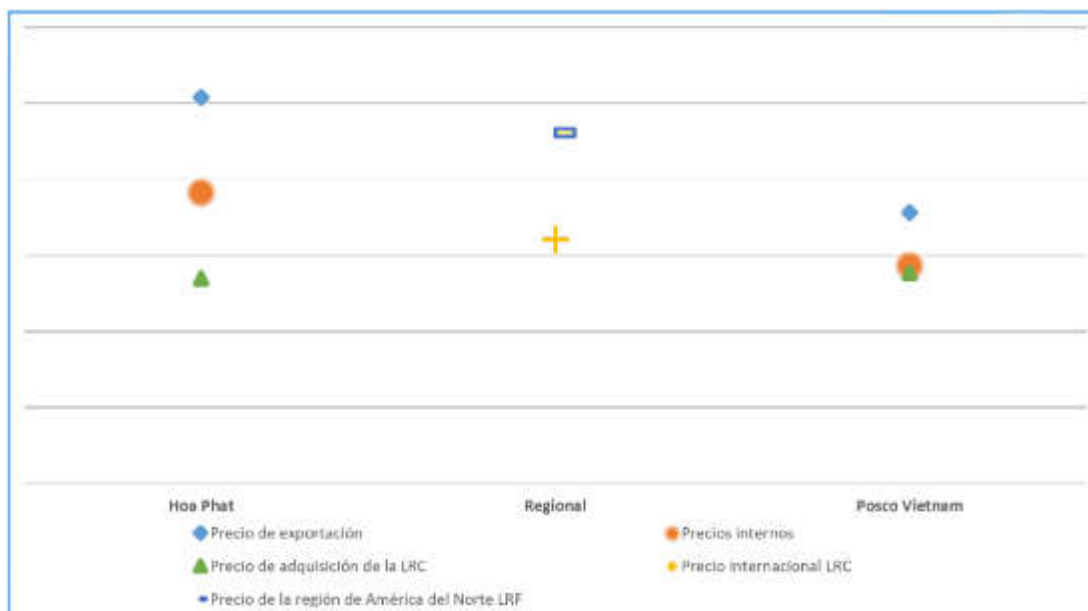 Hoa Phat Regional Posco Vietnam
Precio de exportación Precios internos
Precio de adquisición de la LRC Precio internacional LRC
Precio de la región de América del Norte LRF